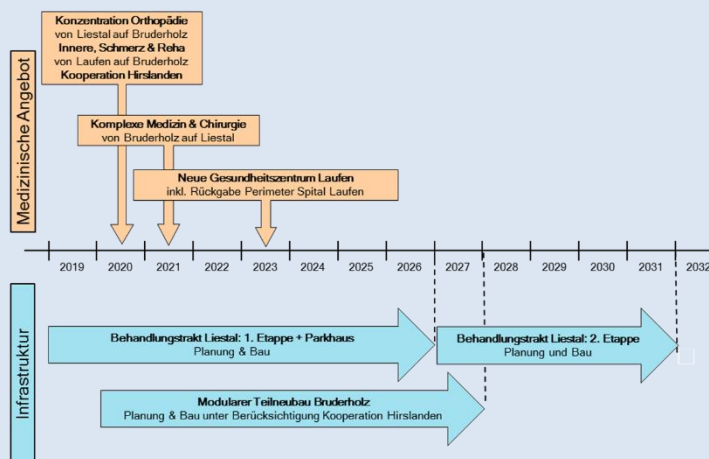 Medizinische Angebot
Konzentration Orthopädie
von Liestal auf Bruderholz
Innere, Schmerz & Reha
von Laufen auf Bruderholz
Kooperation Hirslanden
Komplexe Medizin & Chirurgie
von Bruderholz auf Liestal
Neue Gesundheitszentrum Laufen
inkl. Rückgabe Perimeter Spital Laufen
2019 2020 2021 2022 2023 2024 2025 2026 2027 2028 2029 2030 2031 2032
Infrastruktur
Behandlungstrakt Liestal: 1. Etappe + Parkhaus
Planung & Bau
Behandlungstrakt Liestal: 2. Etappe
Planung und Bau
Modularer Teilneubau Bruderholz
Planung & Bau unter Berücksichtigung Kooperation Hirslanden